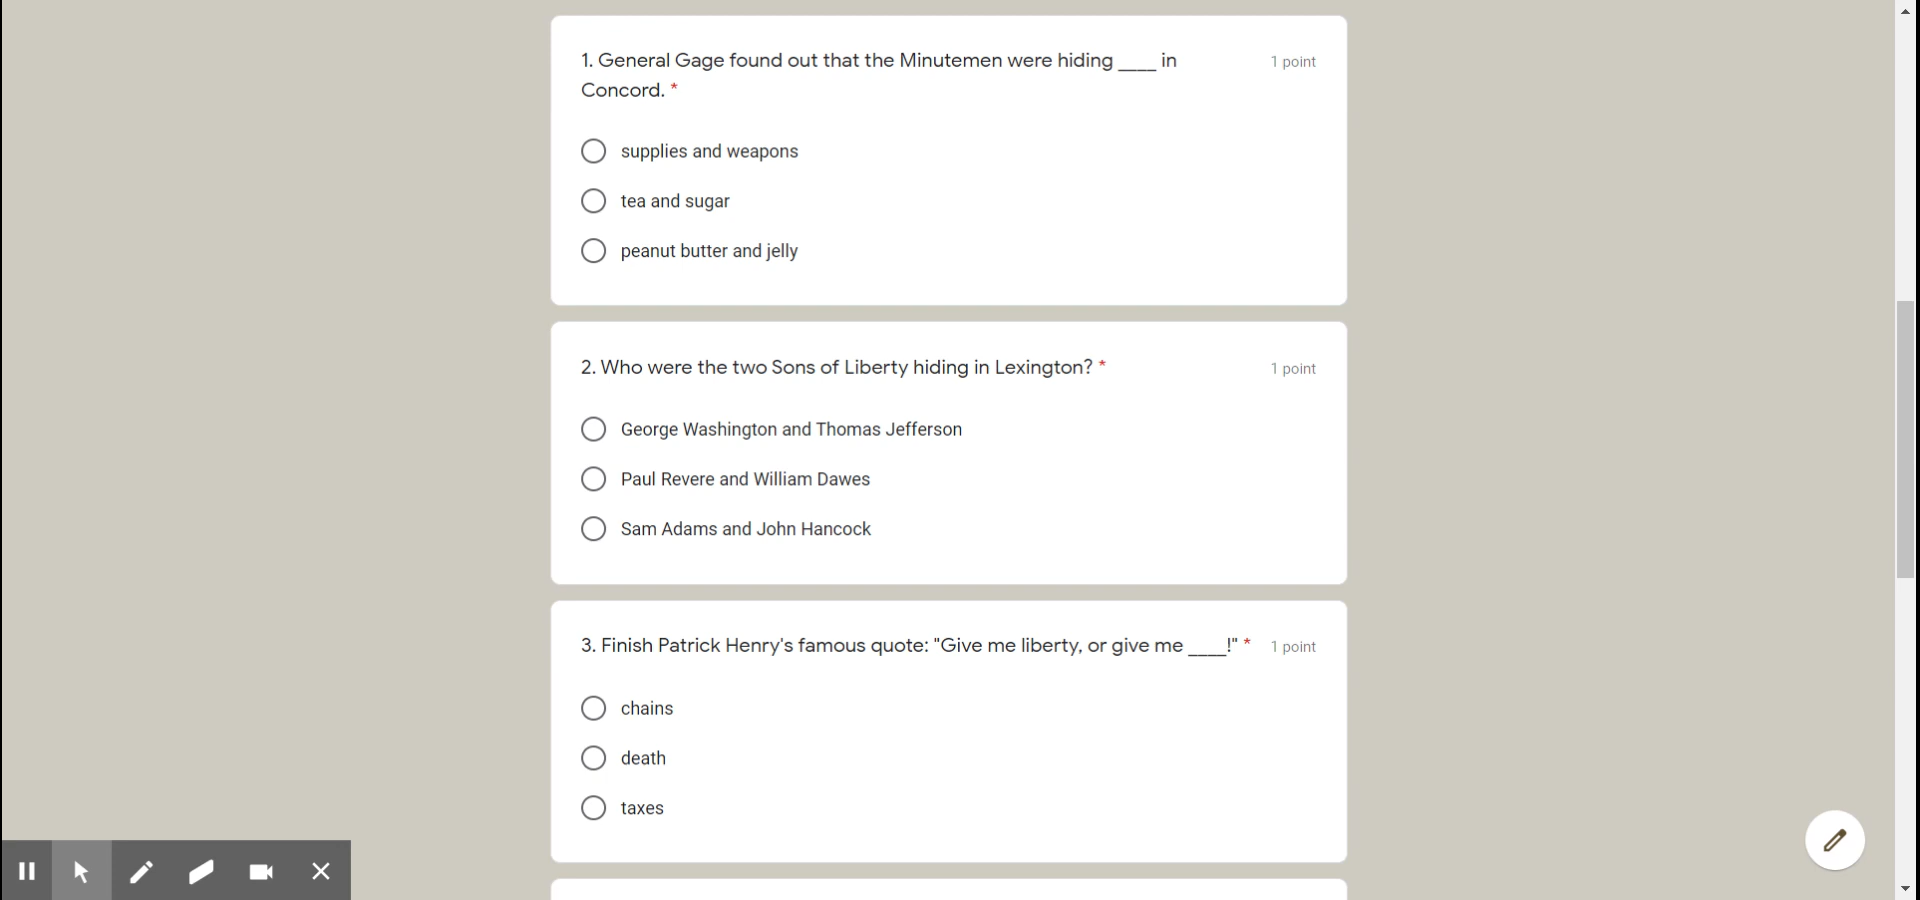 1. General Gage found out that the Minutemen were hiding ____ in
Concord. *
1 point
supplies and weapons
tea and sugar
peanut butter and jelly
2. Who were the two Sons of Liberty hiding in Lexington? *
1 point
George Washington and Thomas Jefferson
Paul Revere and William Dawes
Sam Adams and John Hancock
3. Finish Patrick Henry's famous quote: "Give me liberty, or give me ____!" *
1 point
chains
death
taxes